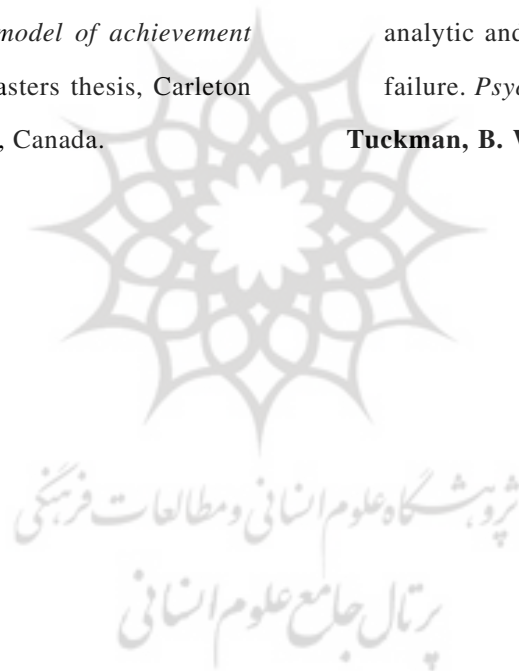 model of achievement
asters thesis, Carleton
, Canada.
analytic and
failure. Psy
Tuckman, B. W
پژوهشگاه علوم انسانی و مطالعات فرهنگی
پرتال جامع علوم انسانی